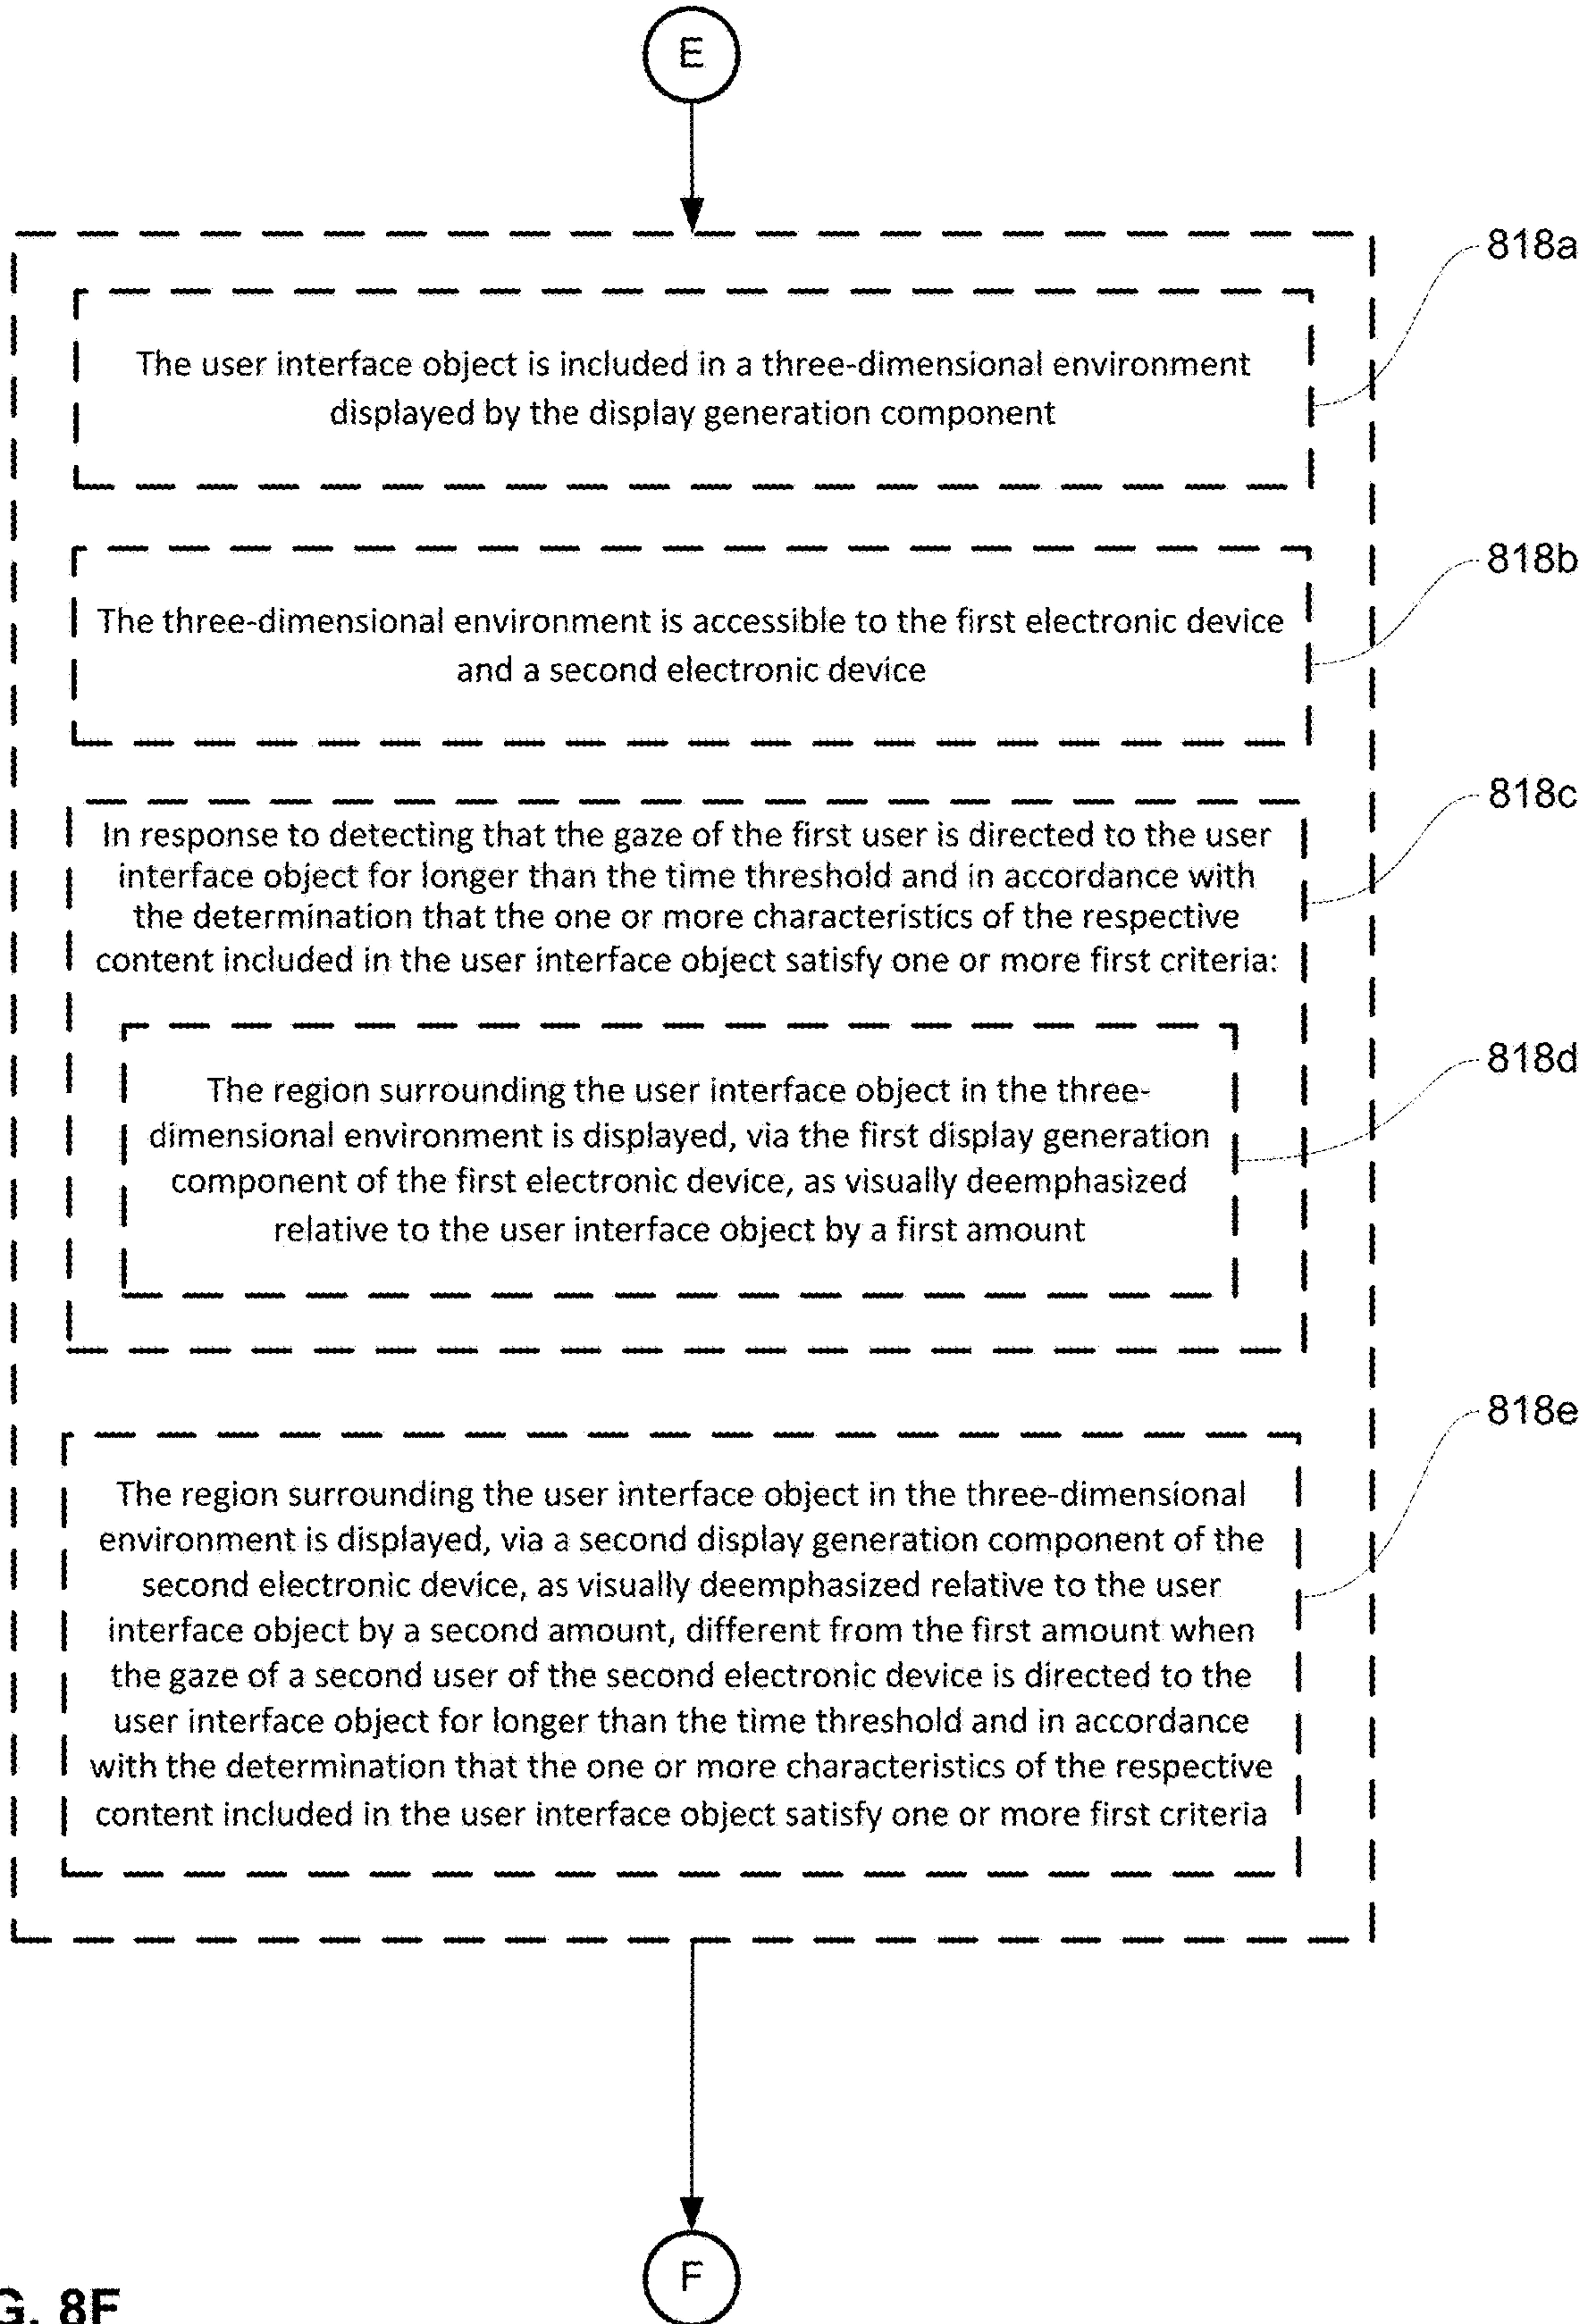 E
818a
The user interface object is included in a three-dimensional environment
displayed by the display generation component
818b
The three-dimensional environment is accessible to the first electronic device
and a second electronic device
818c
In response to detecting that the gaze of the first user is directed to the user
interface object for longer than the time threshold and in accordance with
the determination that the one or more characteristics of the respective
content included in the user interface object satisfy one or more first criteria:
818d
The region surrounding the user interface object in the three-
dimensional environment is displayed, via the first display generation
component of the first electronic device, as visually deemphasized
relative to the user interface object by a first amount
818e
The region surrounding the user interface object in the three-dimensional
environment is displayed, via a second display generation component of the
second electronic device, as visually deemphasized relative to the user
interface object by a second amount, different from the first amount when
the gaze of a second user of the second electronic device is directed to the
user interface object for longer than the time threshold and in accordance
with the determination that the one or more characteristics of the respective
content included in the user interface object satisfy one or more first criteria
F
G. 8F